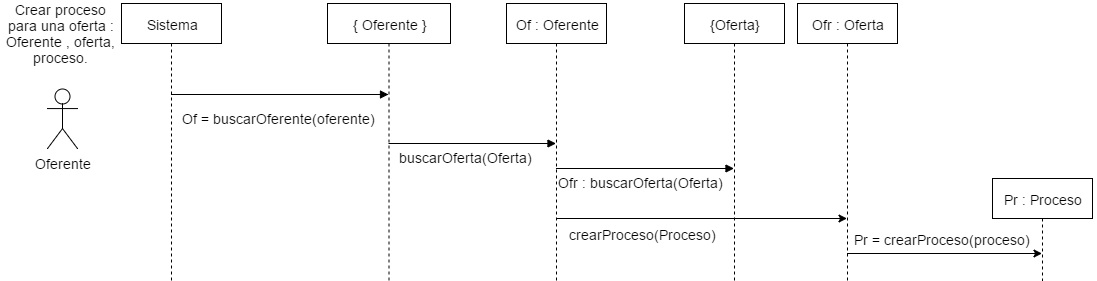 Crear proceso
para una oferta :
Oferente , oferta,
proceso.
Oferente
Sistema
{ Oferente }
Of : Oferente
{Oferta}
Ofr : Oferta
Of = buscarOferente(oferente)
buscarOferta(Oferta)
Ofr : buscarOferta(Oferta)
Pr : Proceso
crearProceso(Proceso)
Pr = crearProceso(proceso)